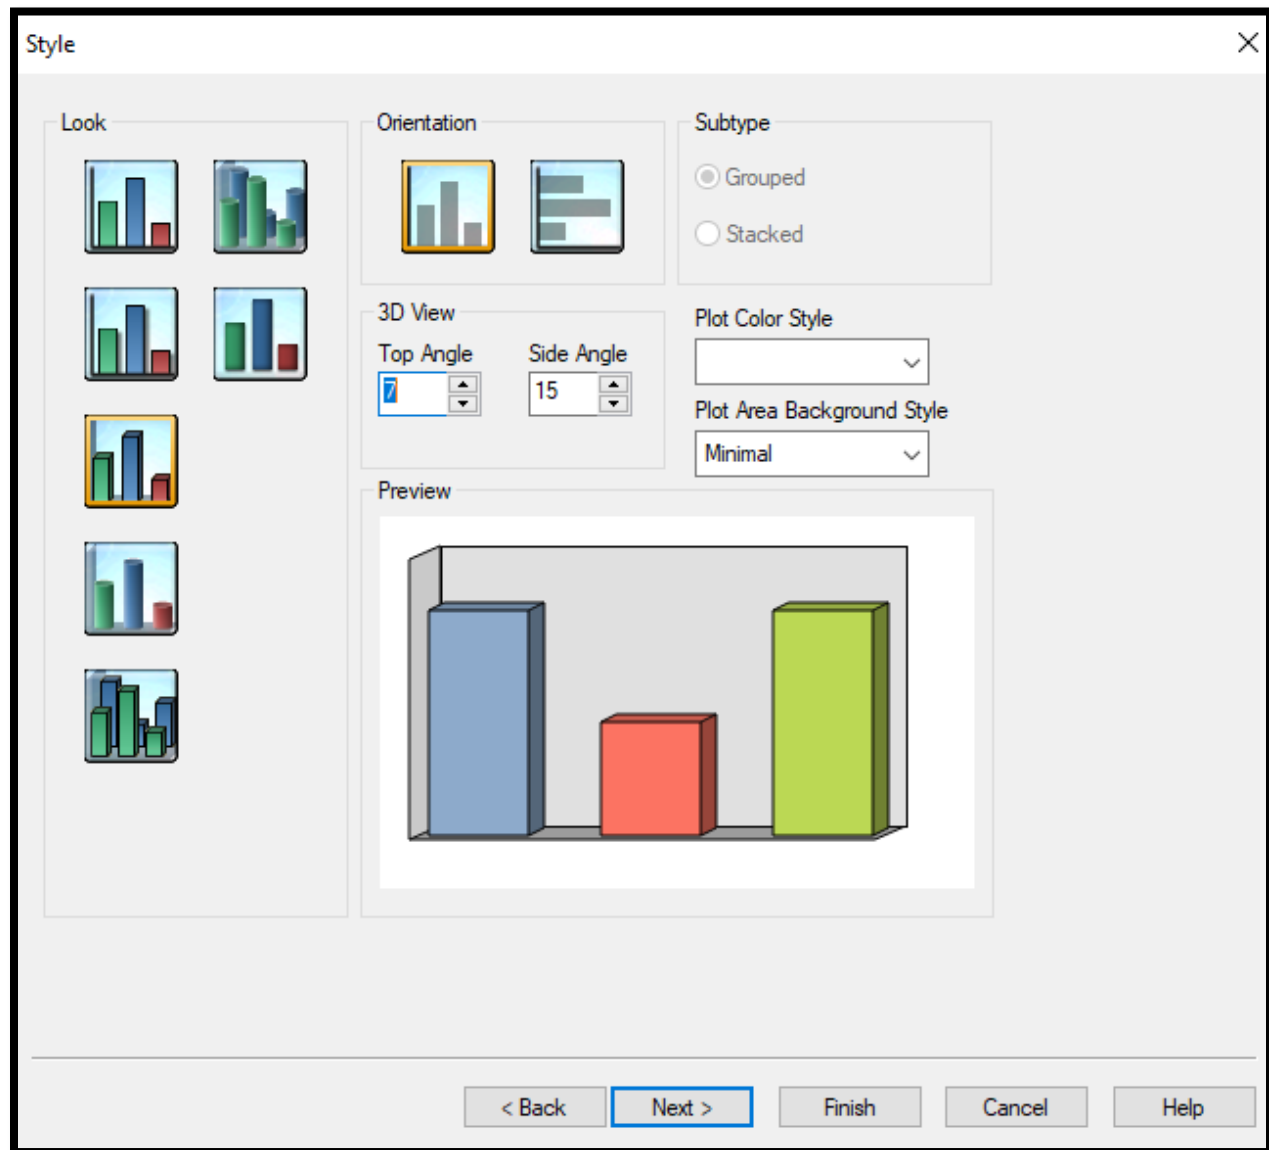 Style
Look
Orientation
Subtype
Grouped
Stacked
3D View
Top Angle
Side Angle
7
15
Plot Color Style
Plot Area Background Style
Minimal
Preview
< Back
Next >
Finish
Cancel
Help